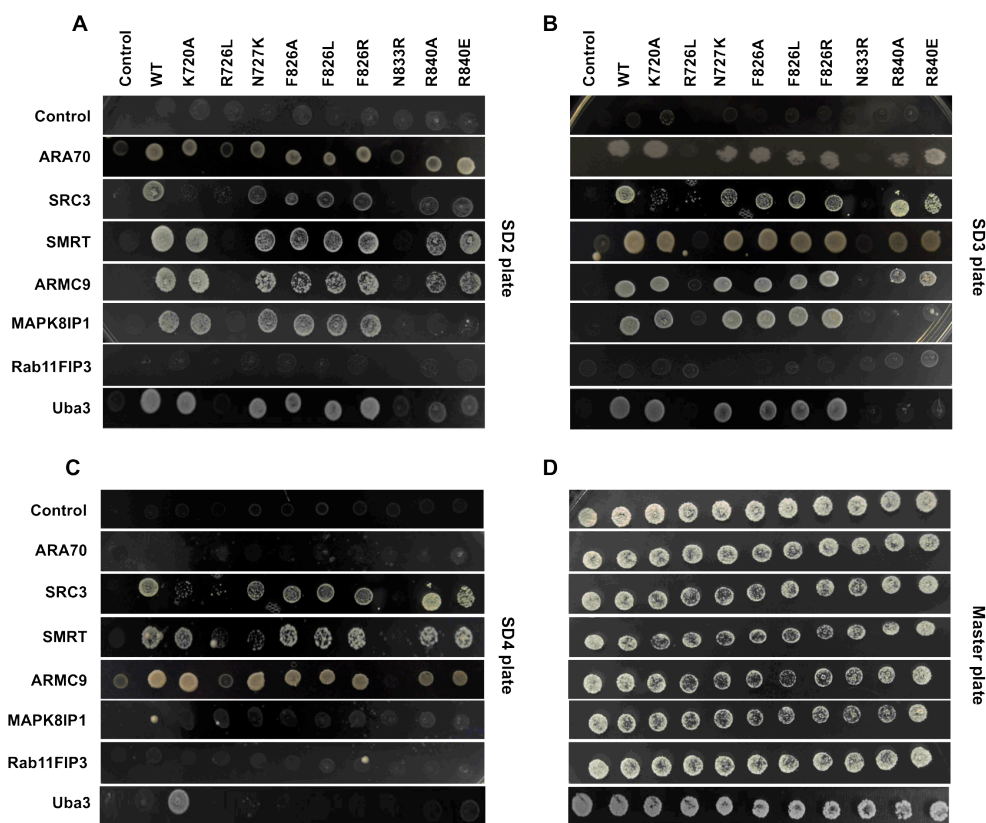 A
Control
WT
K720A
R726L
N727K
F826A
F826L
F826R
N833R
R840A
R840E
Control
ARA70
SRC3
SMRT
ARMC9
MAPK8IP1
Rab11FIP3
Uba3
SD2 plate
B
Control
WT
K720A
R726L
N727K
F826A
F826L
F826R
N833R
R840A
R840E
SD3 plate
C
Control
ARA70
SRC3
SMRT
ARMC9
MAPK8IP1
Rab11FIP3
Uba3
SD4 plate
D
Master plate